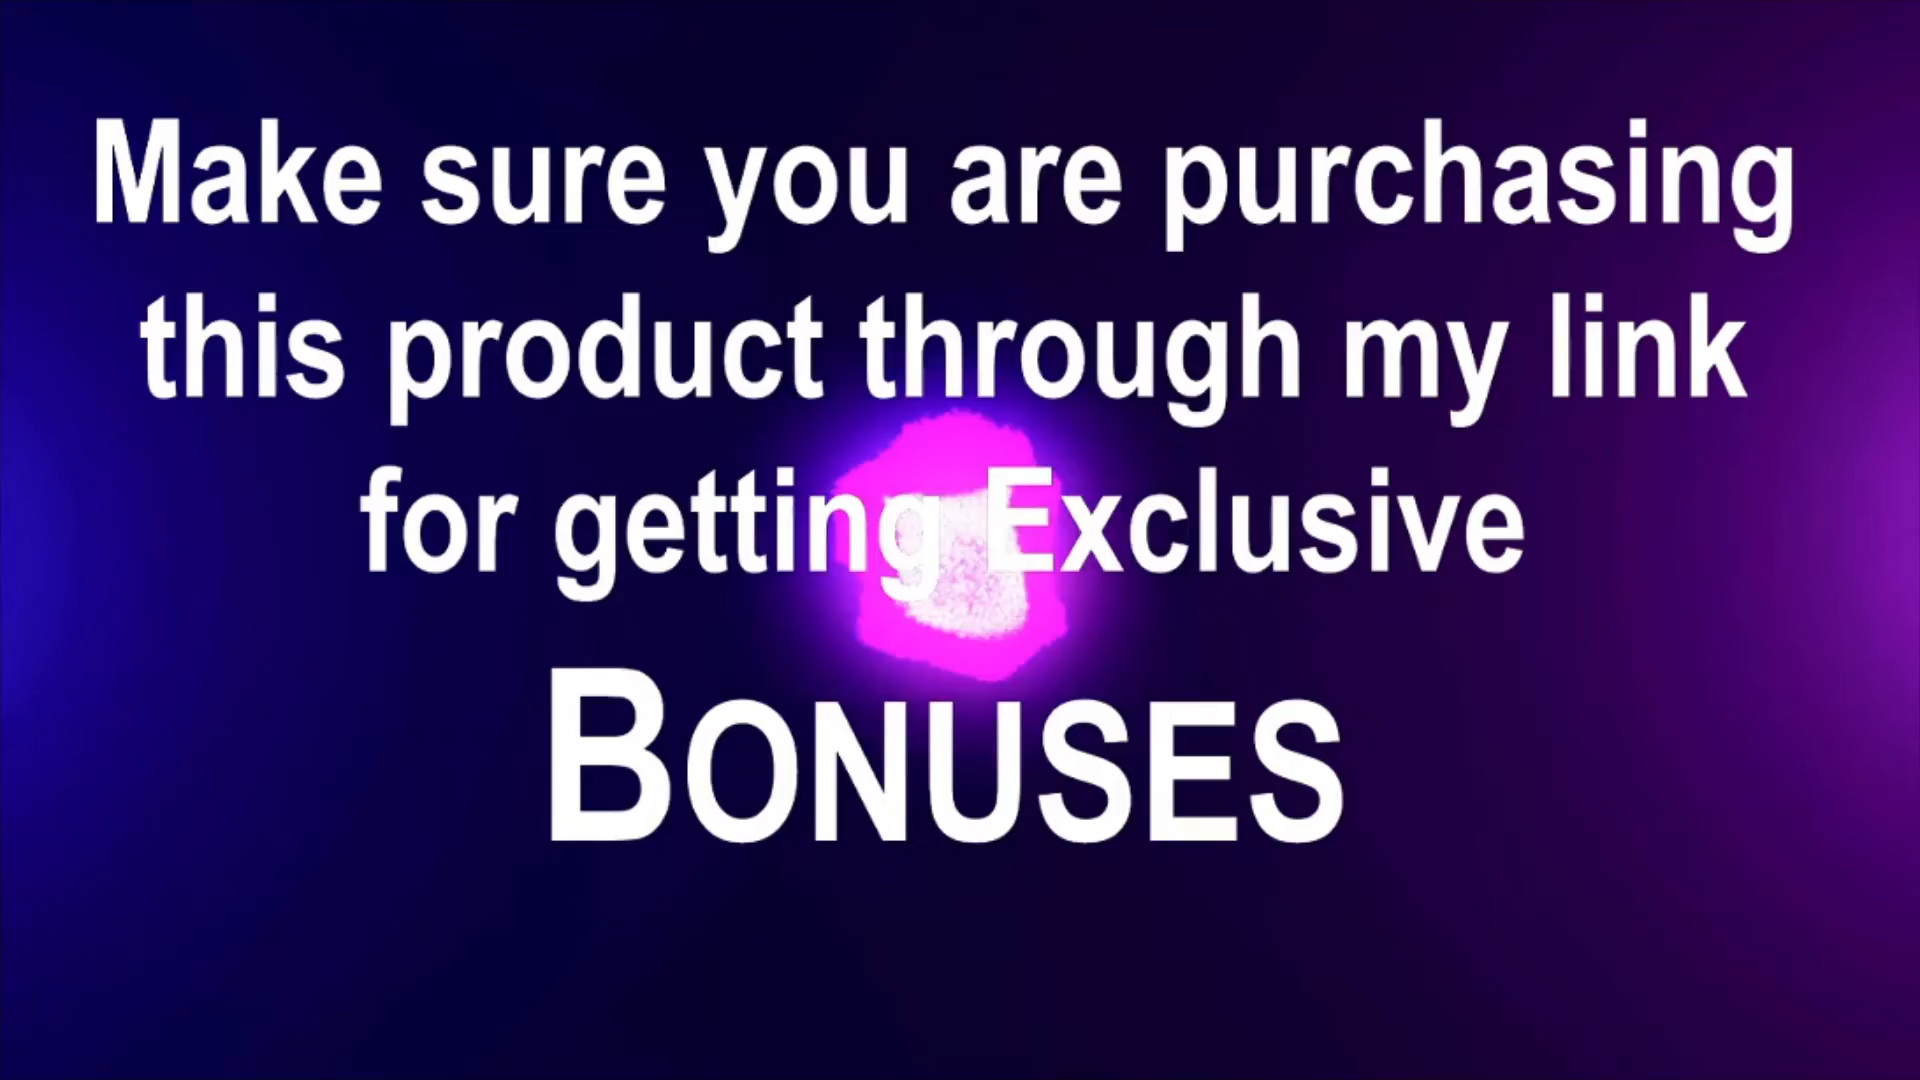 Make sure you are purchasing
this product through my link
for getting Exclusive
BONUSES